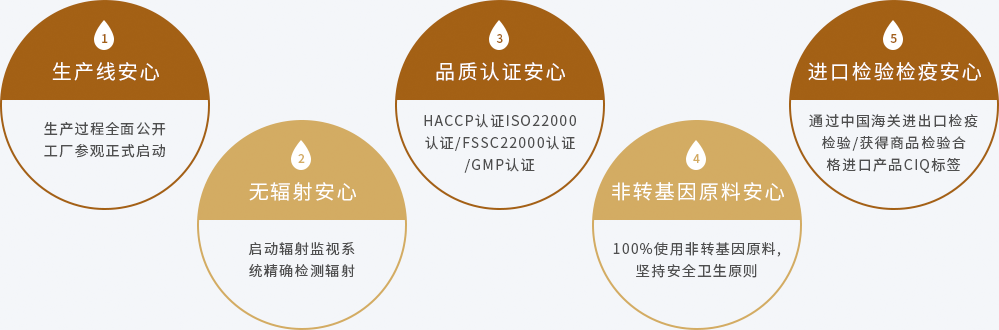 1
生产线安心
生产过程全面公开
工厂参观正式启动
2
无辐射安心
启动辐射监视系
统精确检测辐射
3
品质认证安心
HACCP认证ISO22000
认证/FSSC22000认证
/GMP认证
4
非转基因原料安心
100%使用非转基因原料,
坚持安全卫生原则
5
进口检验检疫安心
通过中国海关进出口检疫
检验/获得商品检验合
格进口产品CIQ标签